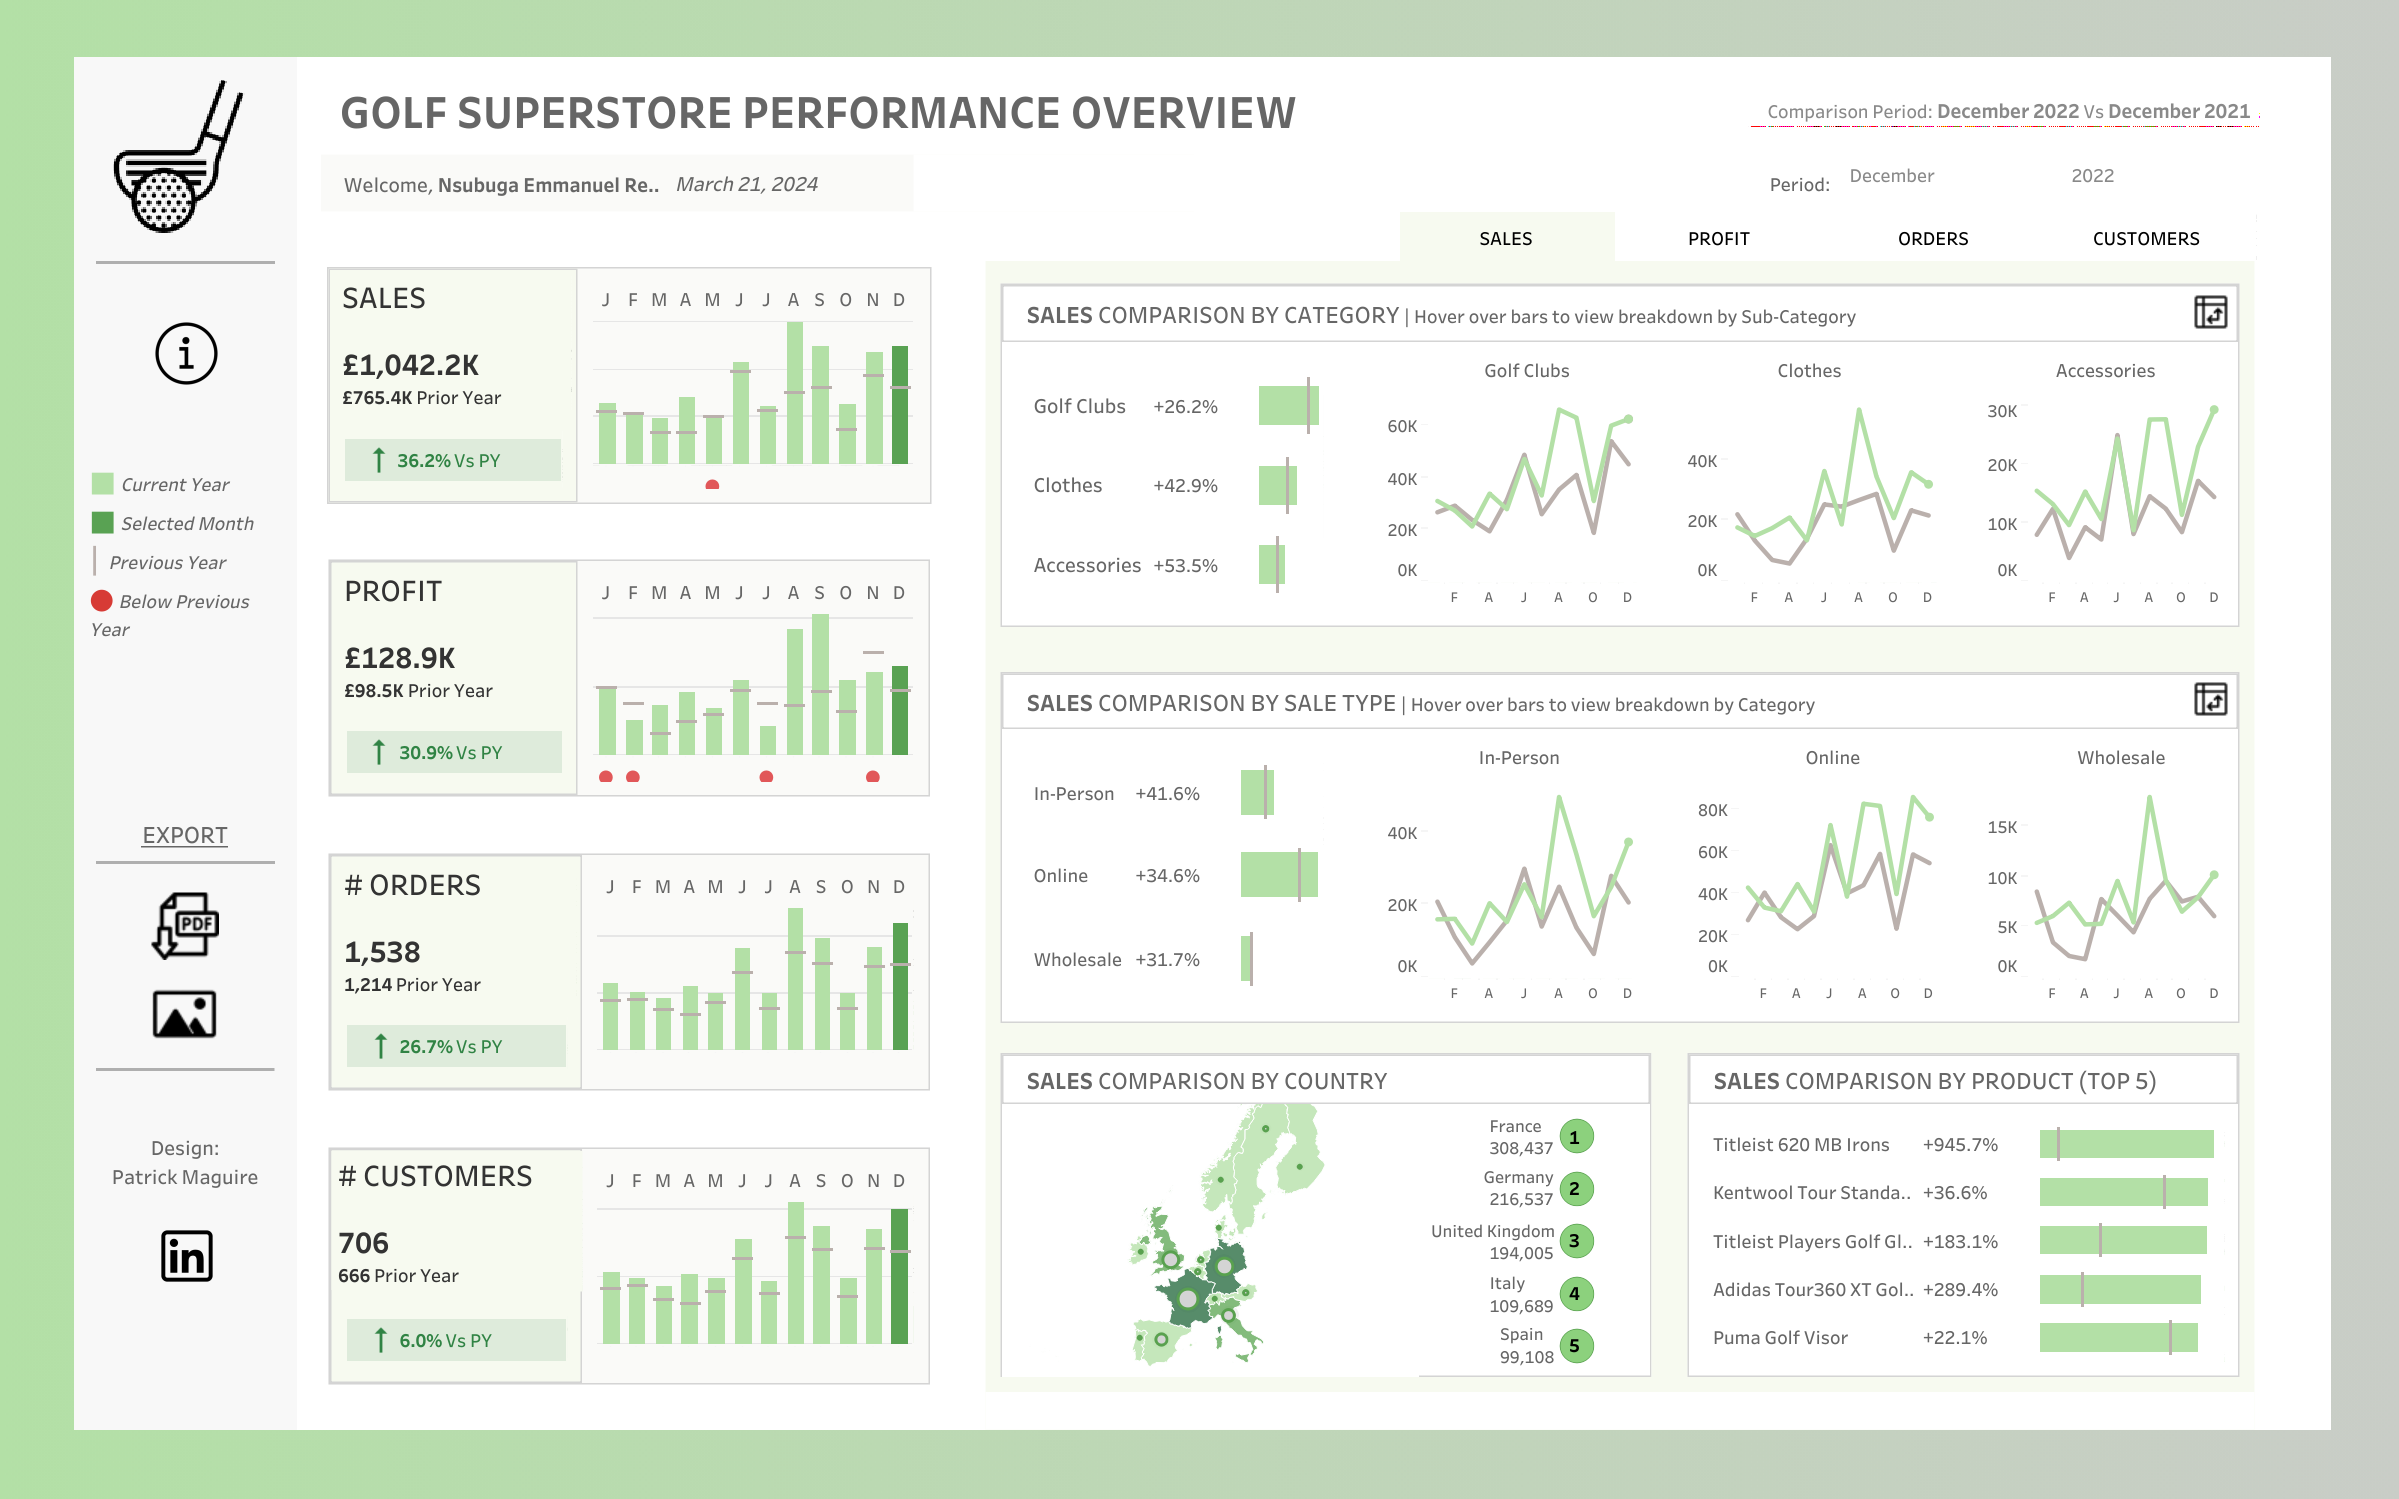 GOLF SUPERSTORE PERFORMANCE OVERVIEW
Comparison Period: December 2022 Vs December 2021
Welcome, Nsubuga Emmanuel Re.. March 21, 2024
Period: December 2022
SALES PROFIT ORDERS CUSTOMERS
Current Year
Selected Month
Previous Year
Below Previous
Year
EXPORT
PDF
Design:
Patrick Maguire
in
SALES
£1,042.2K
£765.4K Prior Year
↑ 36.2% Vs PY
J F M A M J J A S O N D
PROFIT
£128.9K
£98.5K Prior Year
↑ 30.9% Vs PY
J F M A M J J A S O N D
# ORDERS
1,538
1,214 Prior Year
↑ 26.7% Vs PY
J F M A M J J A S O N D
# CUSTOMERS
706
666 Prior Year
↑ 6.0% Vs PY
J F M A M J J A S O N D
SALES COMPARISON BY CATEGORY | Hover over bars to view breakdown by Sub-Category
Golf Clubs +26.2%
Clothes +42.9%
Accessories +53.5%
Golf Clubs
60K
40K
20K
0K
F A J A O D
Clothes
40K
20K
0K
F A J A O D
Accessories
30K
20K
10K
0K
F A J A O D
SALES COMPARISON BY SALE TYPE | Hover over bars to view breakdown by Category
In-Person +41.6%
Online +34.6%
Wholesale +31.7%
In-Person
40K
20K
0K
F A J A O D
Online
80K
60K
40K
20K
0K
F A J A O D
Wholesale
15K
10K
5K
0K
F A J A O D
SALES COMPARISON BY COUNTRY
France
308,437 1
Germany
216,537 2
United Kingdom
194,005 3
Italy
109,689 4
Spain
99,108 5
SALES COMPARISON BY PRODUCT (TOP 5)
Titleist 620 MB Irons +945.7%
Kentwool Tour Standa.. +36.6%
Titleist Players Golf Gl.. +183.1%
Adidas Tour360 XT Gol.. +289.4%
Puma Golf Visor +22.1%